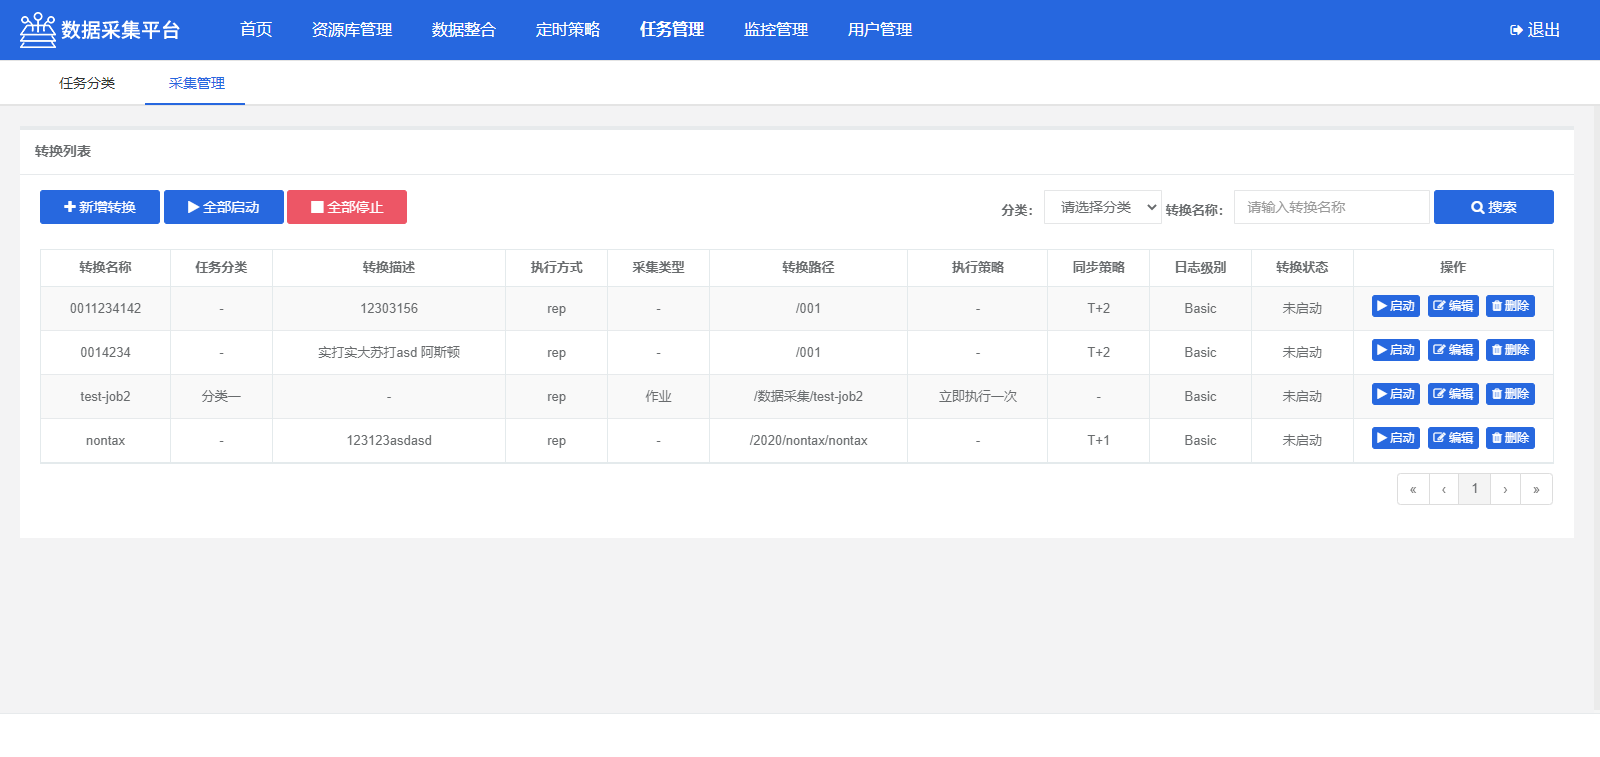 数据采集平台 首页 资源库管理 数据整合 定时策略 任务管理 监控管理 用户管理 退出
任务分类 采集管理
转换列表
新增转换 全部启动 全部停止 分类： 请选择分类 转换名称： 请输入转换名称 搜索
转换名称 任务分类 转换描述 执行方式 采集类型 转换路径 执行策略 同步策略 日志级别 转换状态 操作
0011234142 - 12303156 rep - /001 - T+2 Basic 未启动 启动 编辑 删除
0014234 - 实打实大苏打asd 阿斯顿 rep - /001 - T+2 Basic 未启动 启动 编辑 删除
test-job2 分类一 - rep 作业 /数据采集/test-job2 立即执行一次 - Basic 未启动 启动 编辑 删除
nontax - 123123asdasd rep - /2020/nontax/nontax - T+1 Basic 未启动 启动 编辑 删除
« ‹ 1 › »